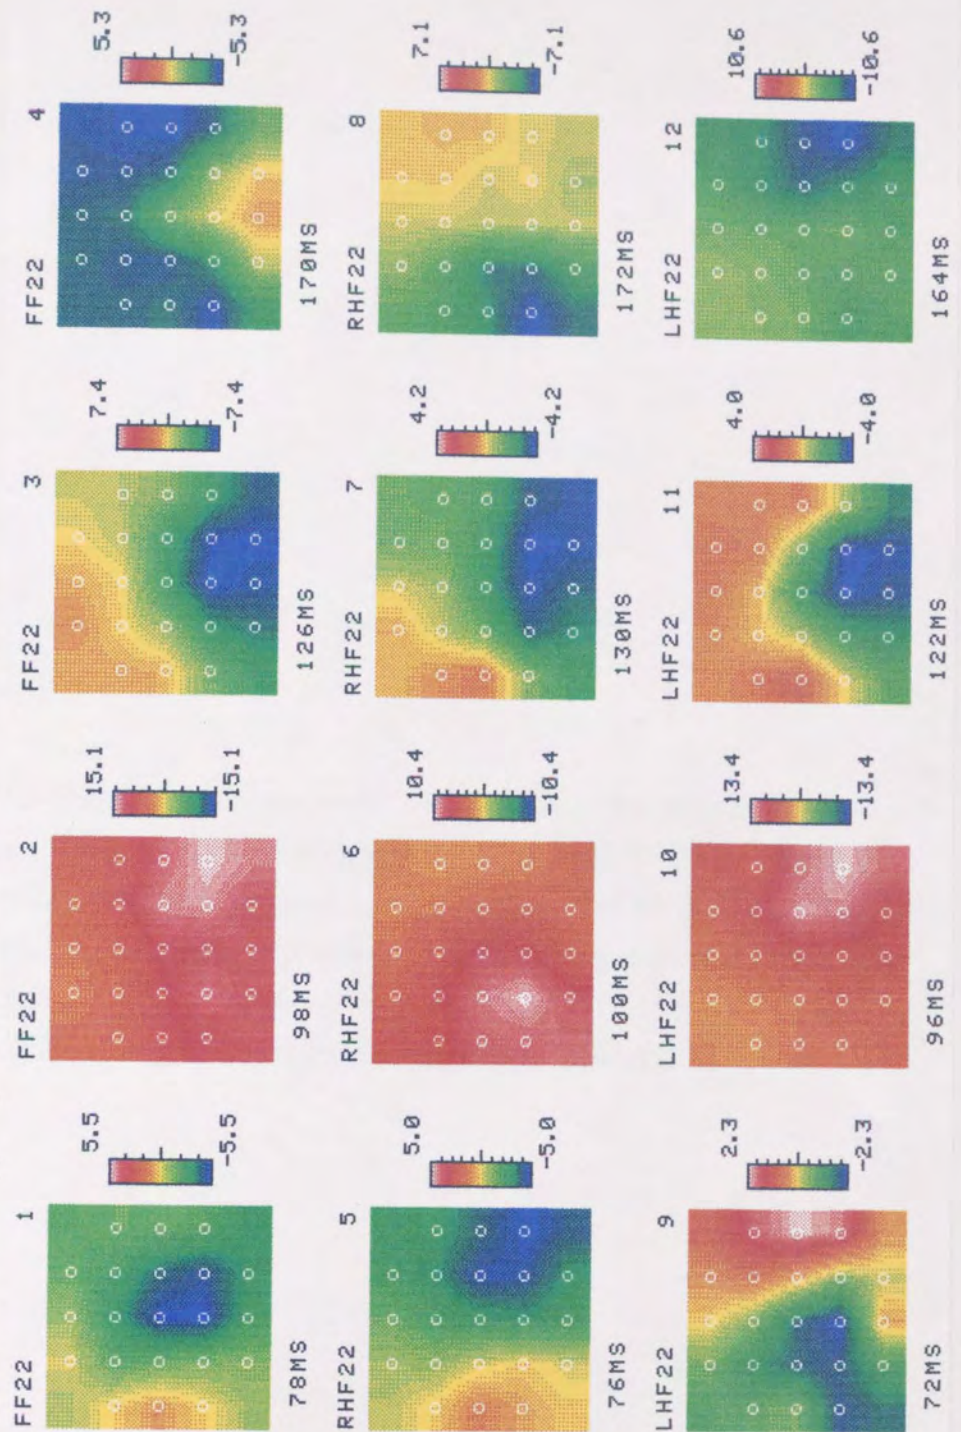 FF22 4
5.3
-5.3
170MS
RHF22 8
7.1
-7.1
172MS
LHF22 12
10.6
-10.6
164MS
FF22 3
7.4
-7.4
126MS
RHF22 7
4.2
-4.2
130MS
LHF22 11
4.0
-4.0
122MS
FF22 2
15.1
-15.1
98MS
RHF22 6
10.4
-10.4
100MS
LHF22 10
13.4
-13.4
96MS
FF22 1
5.5
-5.5
78MS
RHF22 5
5.0
-5.0
76MS
LHF22 9
2.3
-2.3
72MS